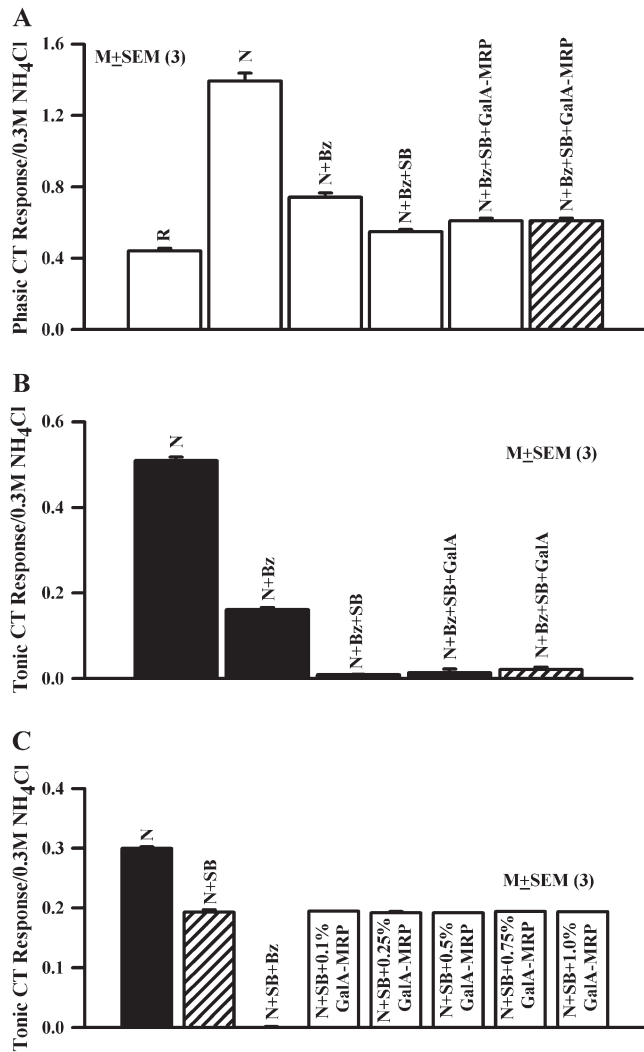 A
Phasic CT Response/0.3M NH4Cl
1.6
1.2
0.8
0.4
0.0
M±SEM (3)
R
N
N+Bz
N+Bz+SB
N+Bz+SB+GalA-MRP
N+Bz+SB+GalA-MRP
B
Tonic CT Response/0.3M NH4Cl
0.6
0.4
0.2
0.0
M±SEM (3)
N
N+Bz
N+Bz+SB
N+Bz+SB+GalA
N+Bz+SB+GalA
C
Tonic CT Response/0.3M NH4Cl
0.4
0.3
0.2
0.1
0.0
M±SEM (3)
N
N+SB
N+SB+Bz
N+SB+0.1%
GalA-MRP
N+SB+0.25%
GalA-MRP
N+SB+0.5%
GalA-MRP
N+SB+0.75%
GalA-MRP
N+SB+1.0%
GalA-MRP